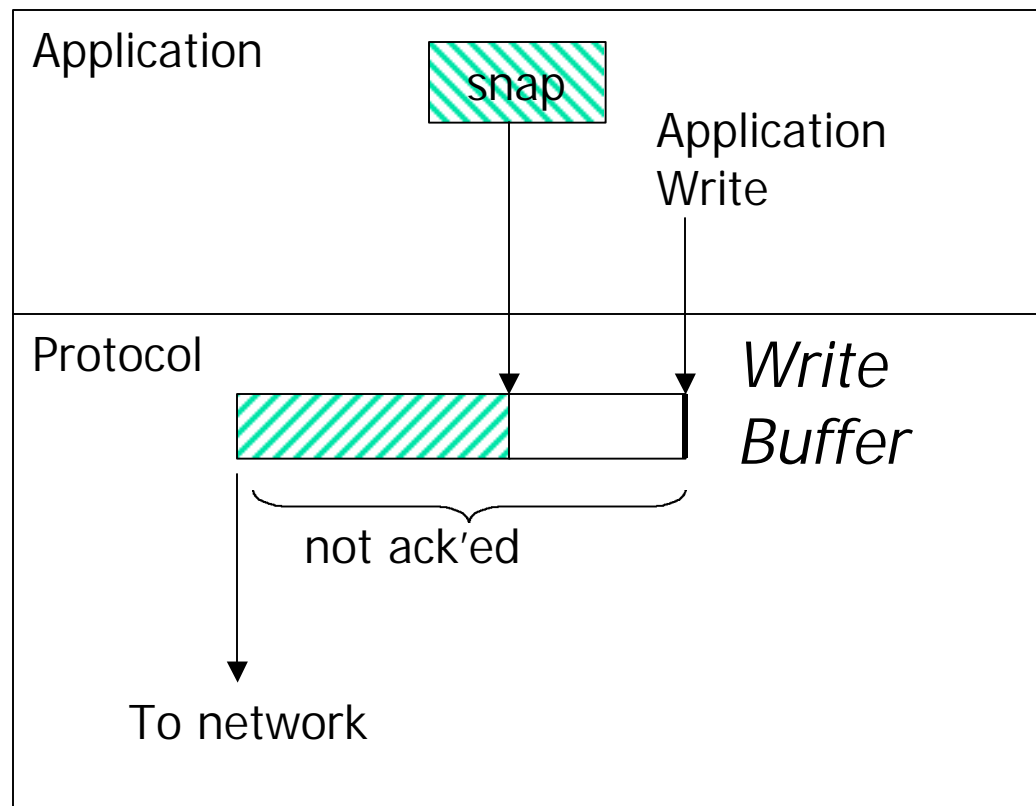 Application
snap
Application
Write
Protocol
Write
Buffer
not ack'ed
To network